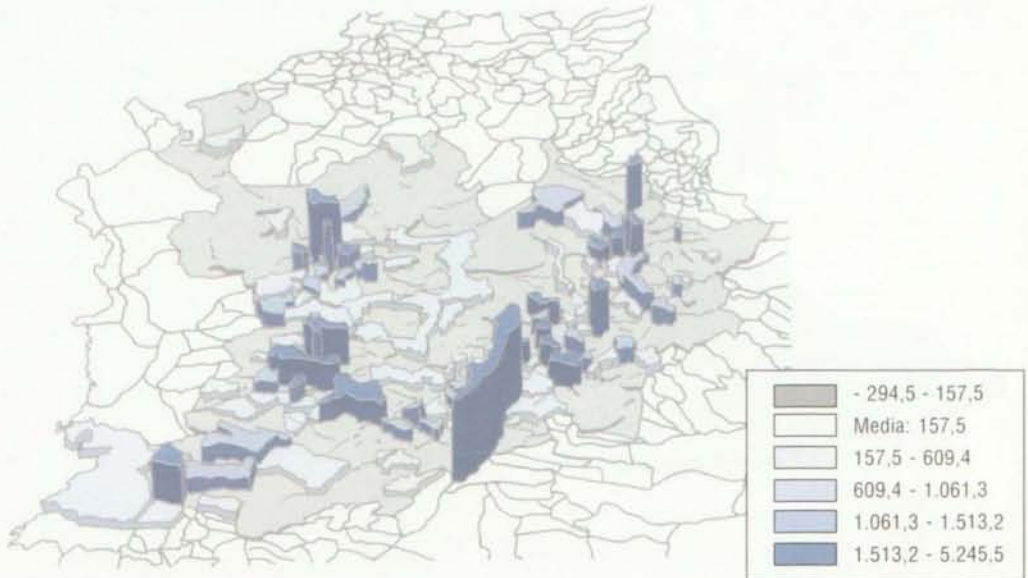 - 294,5 - 157,5
Media: 157,5
157,5 - 609,4
609,4 - 1.061,3
1.061,3 - 1.513,2
1.513,2 - 5.245,5